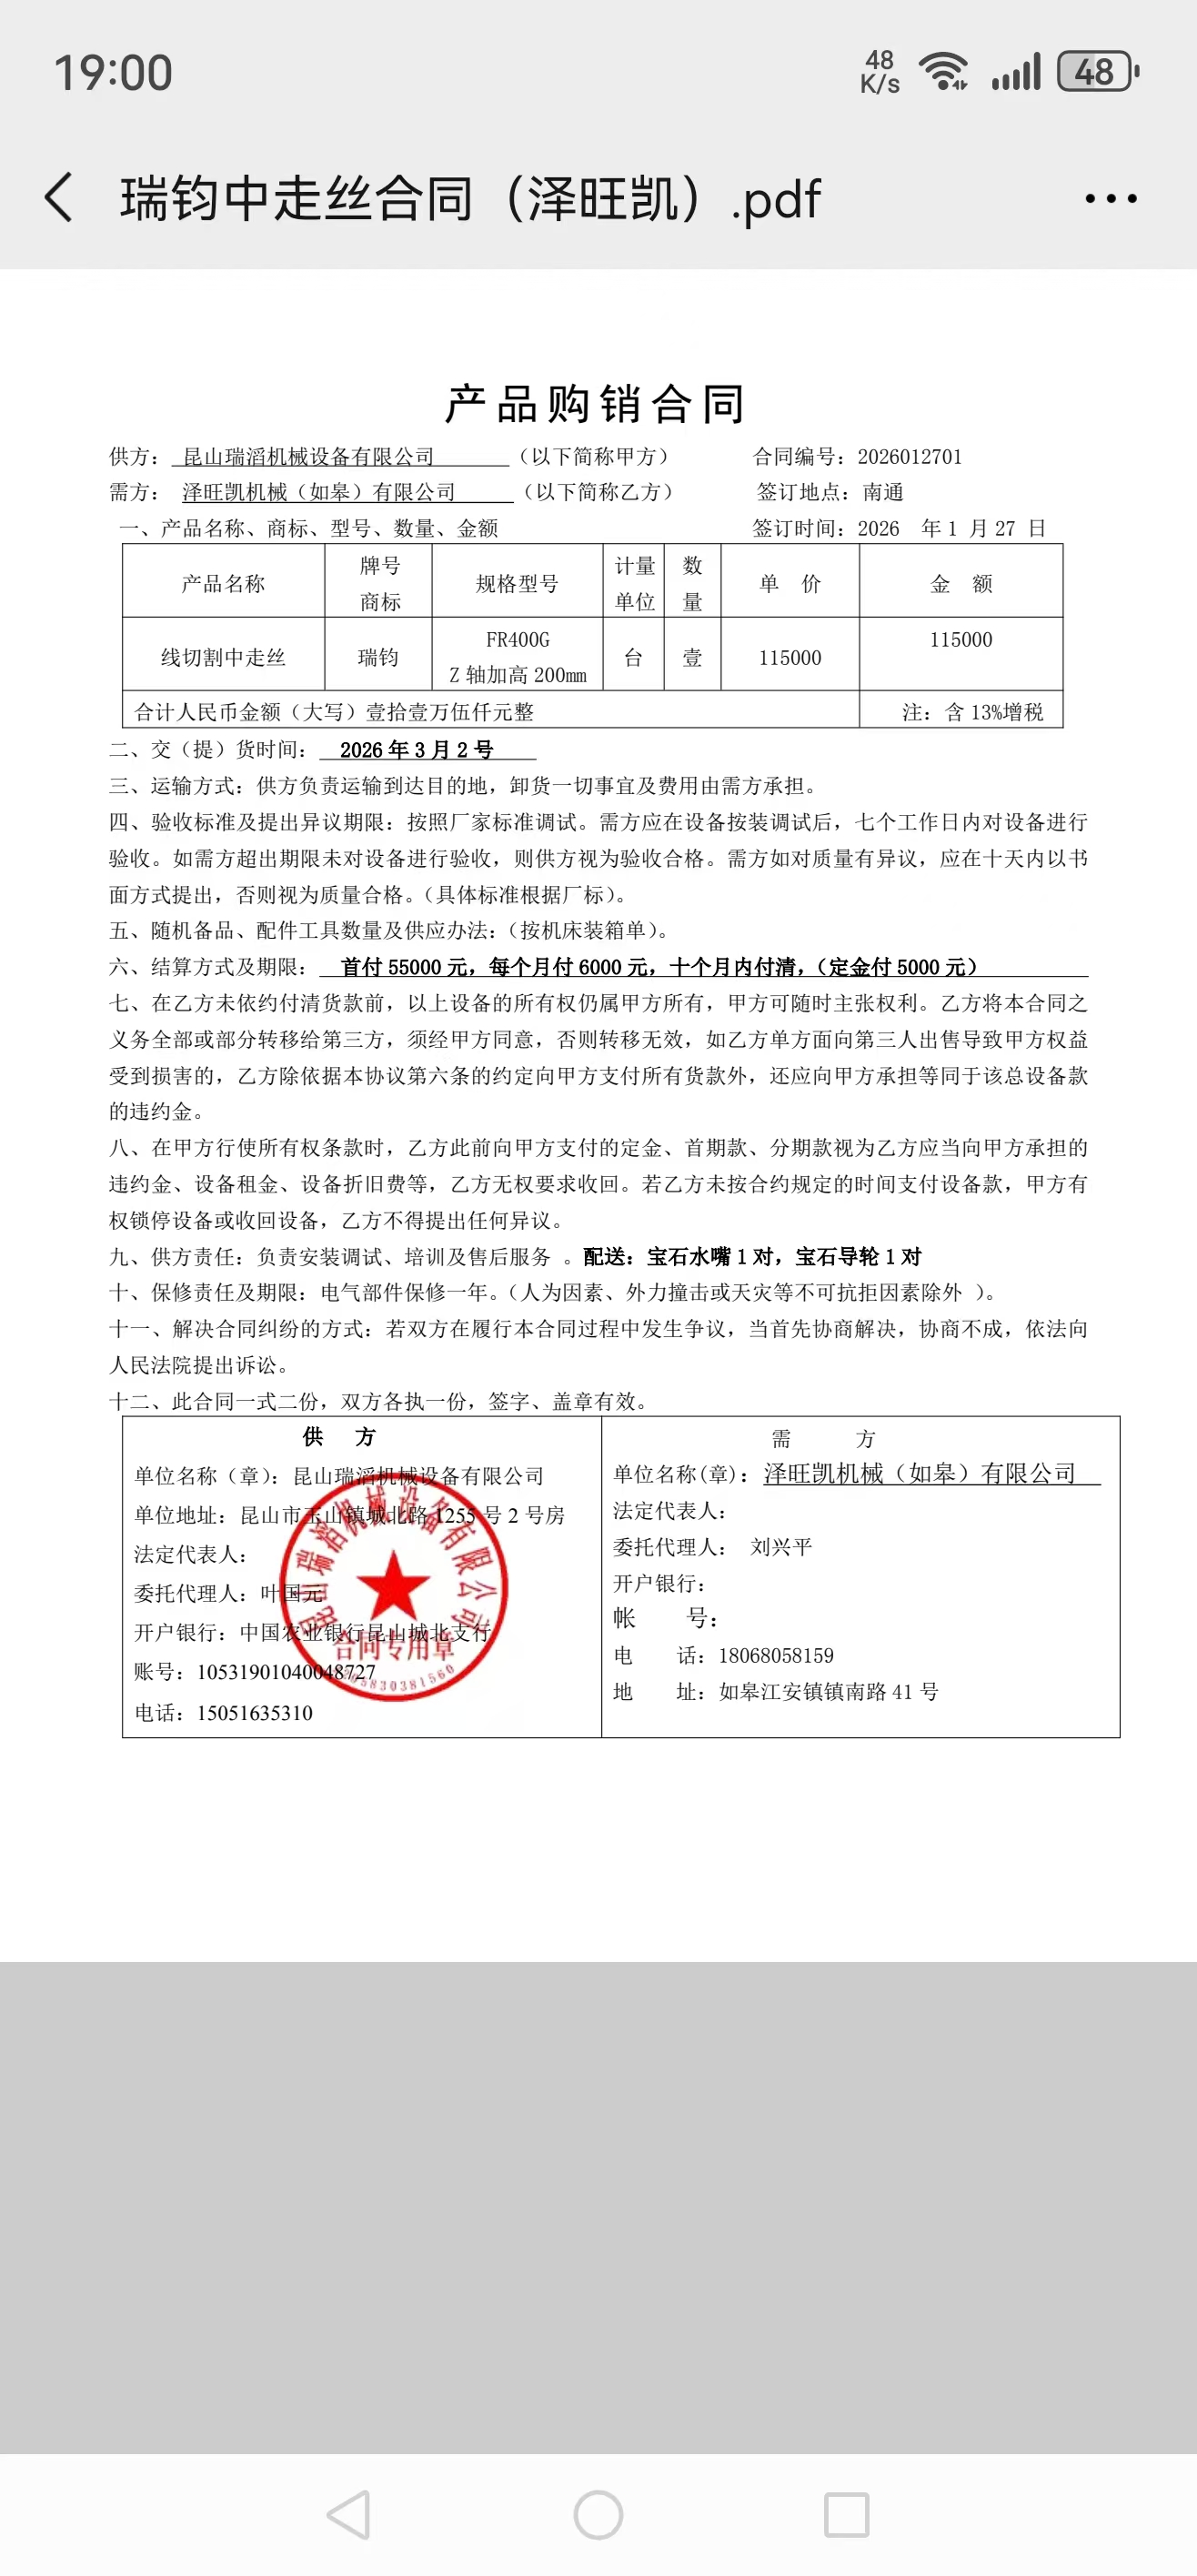 19:00
48
K/s
48
瑞钧中走丝合同（泽旺凯）.pdf
产品购销合同
供方： 昆山瑞滔机械设备有限公司 （以下简称甲方） 合同编号：2026012701
需方： 泽旺凯机械（如皋）有限公司 （以下简称乙方） 签订地点：南通
一、产品名称、商标、型号、数量、金额 签订时间：2026 年 1 月 27 日
产品名称 牌号商标 规格型号 计量单位 数量 单 价 金 额
线切割中走丝 瑞钧 FR400G Z 轴加高 200mm 台 壹 115000 115000
合计人民币金额（大写）壹拾壹万伍仟元整 注：含 13%增税
二、交（提）货时间： 2026 年 3 月 2 号
三、运输方式：供方负责运输到达目的地，卸货一切事宜及费用由需方承担。
四、验收标准及提出异议期限：按照厂家标准调试。需方应在设备按装调试后，七个工作日内对设备进行
验收。如需方超出期限未对设备进行验收，则供方视为验收合格。需方如对质量有异议，应在十天内以书
面方式提出，否则视为质量合格。（具体标准根据厂标）。
五、随机备品、配件工具数量及供应办法：（按机床装箱单）。
六、结算方式及期限： 首付 55000 元，每个月付 6000 元，十个月内付清，（定金付 5000 元）
七、在乙方未依约付清货款前，以上设备的所有权仍属甲方所有，甲方可随时主张权利。乙方将本合同之
义务全部或部分转移给第三方，须经甲方同意，否则转移无效，如乙方单方面向第三人出售导致甲方权益
受到损害的，乙方除依据本协议第六条的约定向甲方支付所有货款外，还应向甲方承担等同于该总设备款
的违约金。
八、在甲方行使所有权条款时，乙方此前向甲方支付的定金、首期款、分期款视为乙方应当向甲方承担的
违约金、设备租金、设备折旧费等，乙方无权要求收回。若乙方未按合约规定的时间支付设备款，甲方有
权锁停设备或收回设备，乙方不得提出任何异议。
九、供方责任：负责安装调试、培训及售后服务 。配送：宝石水嘴 1 对，宝石导轮 1 对
十、保修责任及期限：电气部件保修一年。（人为因素、外力撞击或天灾等不可抗拒因素除外 ）。
十一、解决合同纠纷的方式：若双方在履行本合同过程中发生争议，当首先协商解决，协商不成，依法向
人民法院提出诉讼。
十二、此合同一式二份，双方各执一份，签字、盖章有效。
供 方
单位名称（章）：昆山瑞滔机械设备有限公司
单位地址：昆山市玉山镇城北路 1255 号 2 号房
法定代表人：
委托代理人：叶国元
开户银行：中国农业银行昆山城北支行
账号：10531901040048727
电话：15051635310
昆山瑞滔机械设备有限公司
合同专用章
需 方
单位名称(章)：泽旺凯机械（如皋）有限公司
法定代表人：
委托代理人： 刘兴平
开户银行：
帐 号：
电 话：18068058159
地 址：如皋江安镇镇南路 41 号